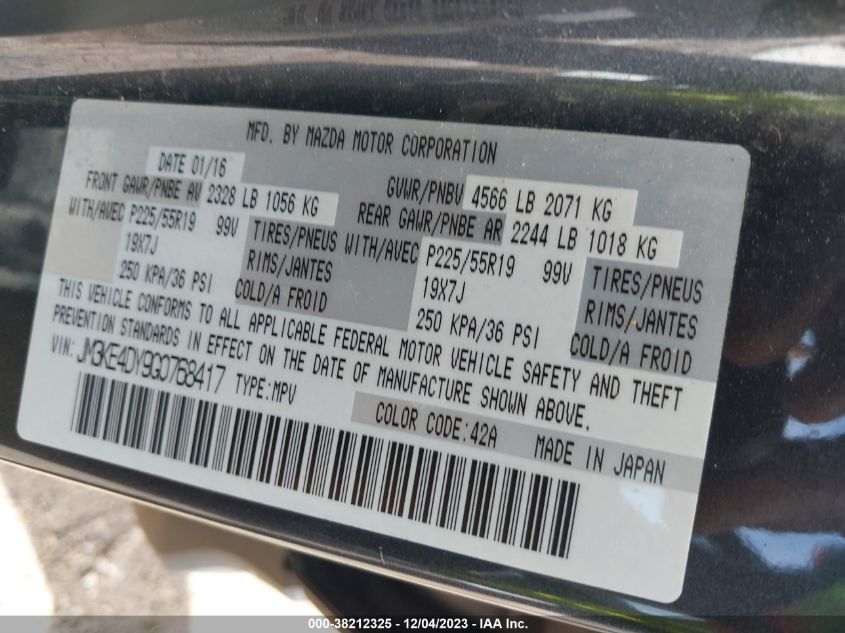 MFD. BY MAZDA MOTOR CORPORATION
DATE 01/16 GVWR/PNBV 4566 LB 2071 KG
FRONT GAWR/PNBE AV 2328 LB 1056 KG REAR GAWR/PNBE AR 2244 LB 1018 KG
WITH/AVEC P225/55R19 99V TIRES/PNEUS WITH/AVEC P225/55R19 99V TIRES/PNEUS
19X7J RIMS/JANTES 19X7J RIMS/JANTES
250 KPA/36 PSI COLD/A FROID 250 KPA/36 PSI COLD/A FROID
THIS VEHICLE CONFORMS TO ALL APPLICABLE FEDERAL MOTOR VEHICLE SAFETY AND THEFT
PREVENTION STANDARDS IN EFFECT ON THE DATE OF MANUFACTURE SHOWN ABOVE.
VIN: JM3KE4DY9G0768417 TYPE:MPV
COLOR CODE:42A MADE IN JAPAN
000-38212325 - 12/04/2023 - IAA Inc.